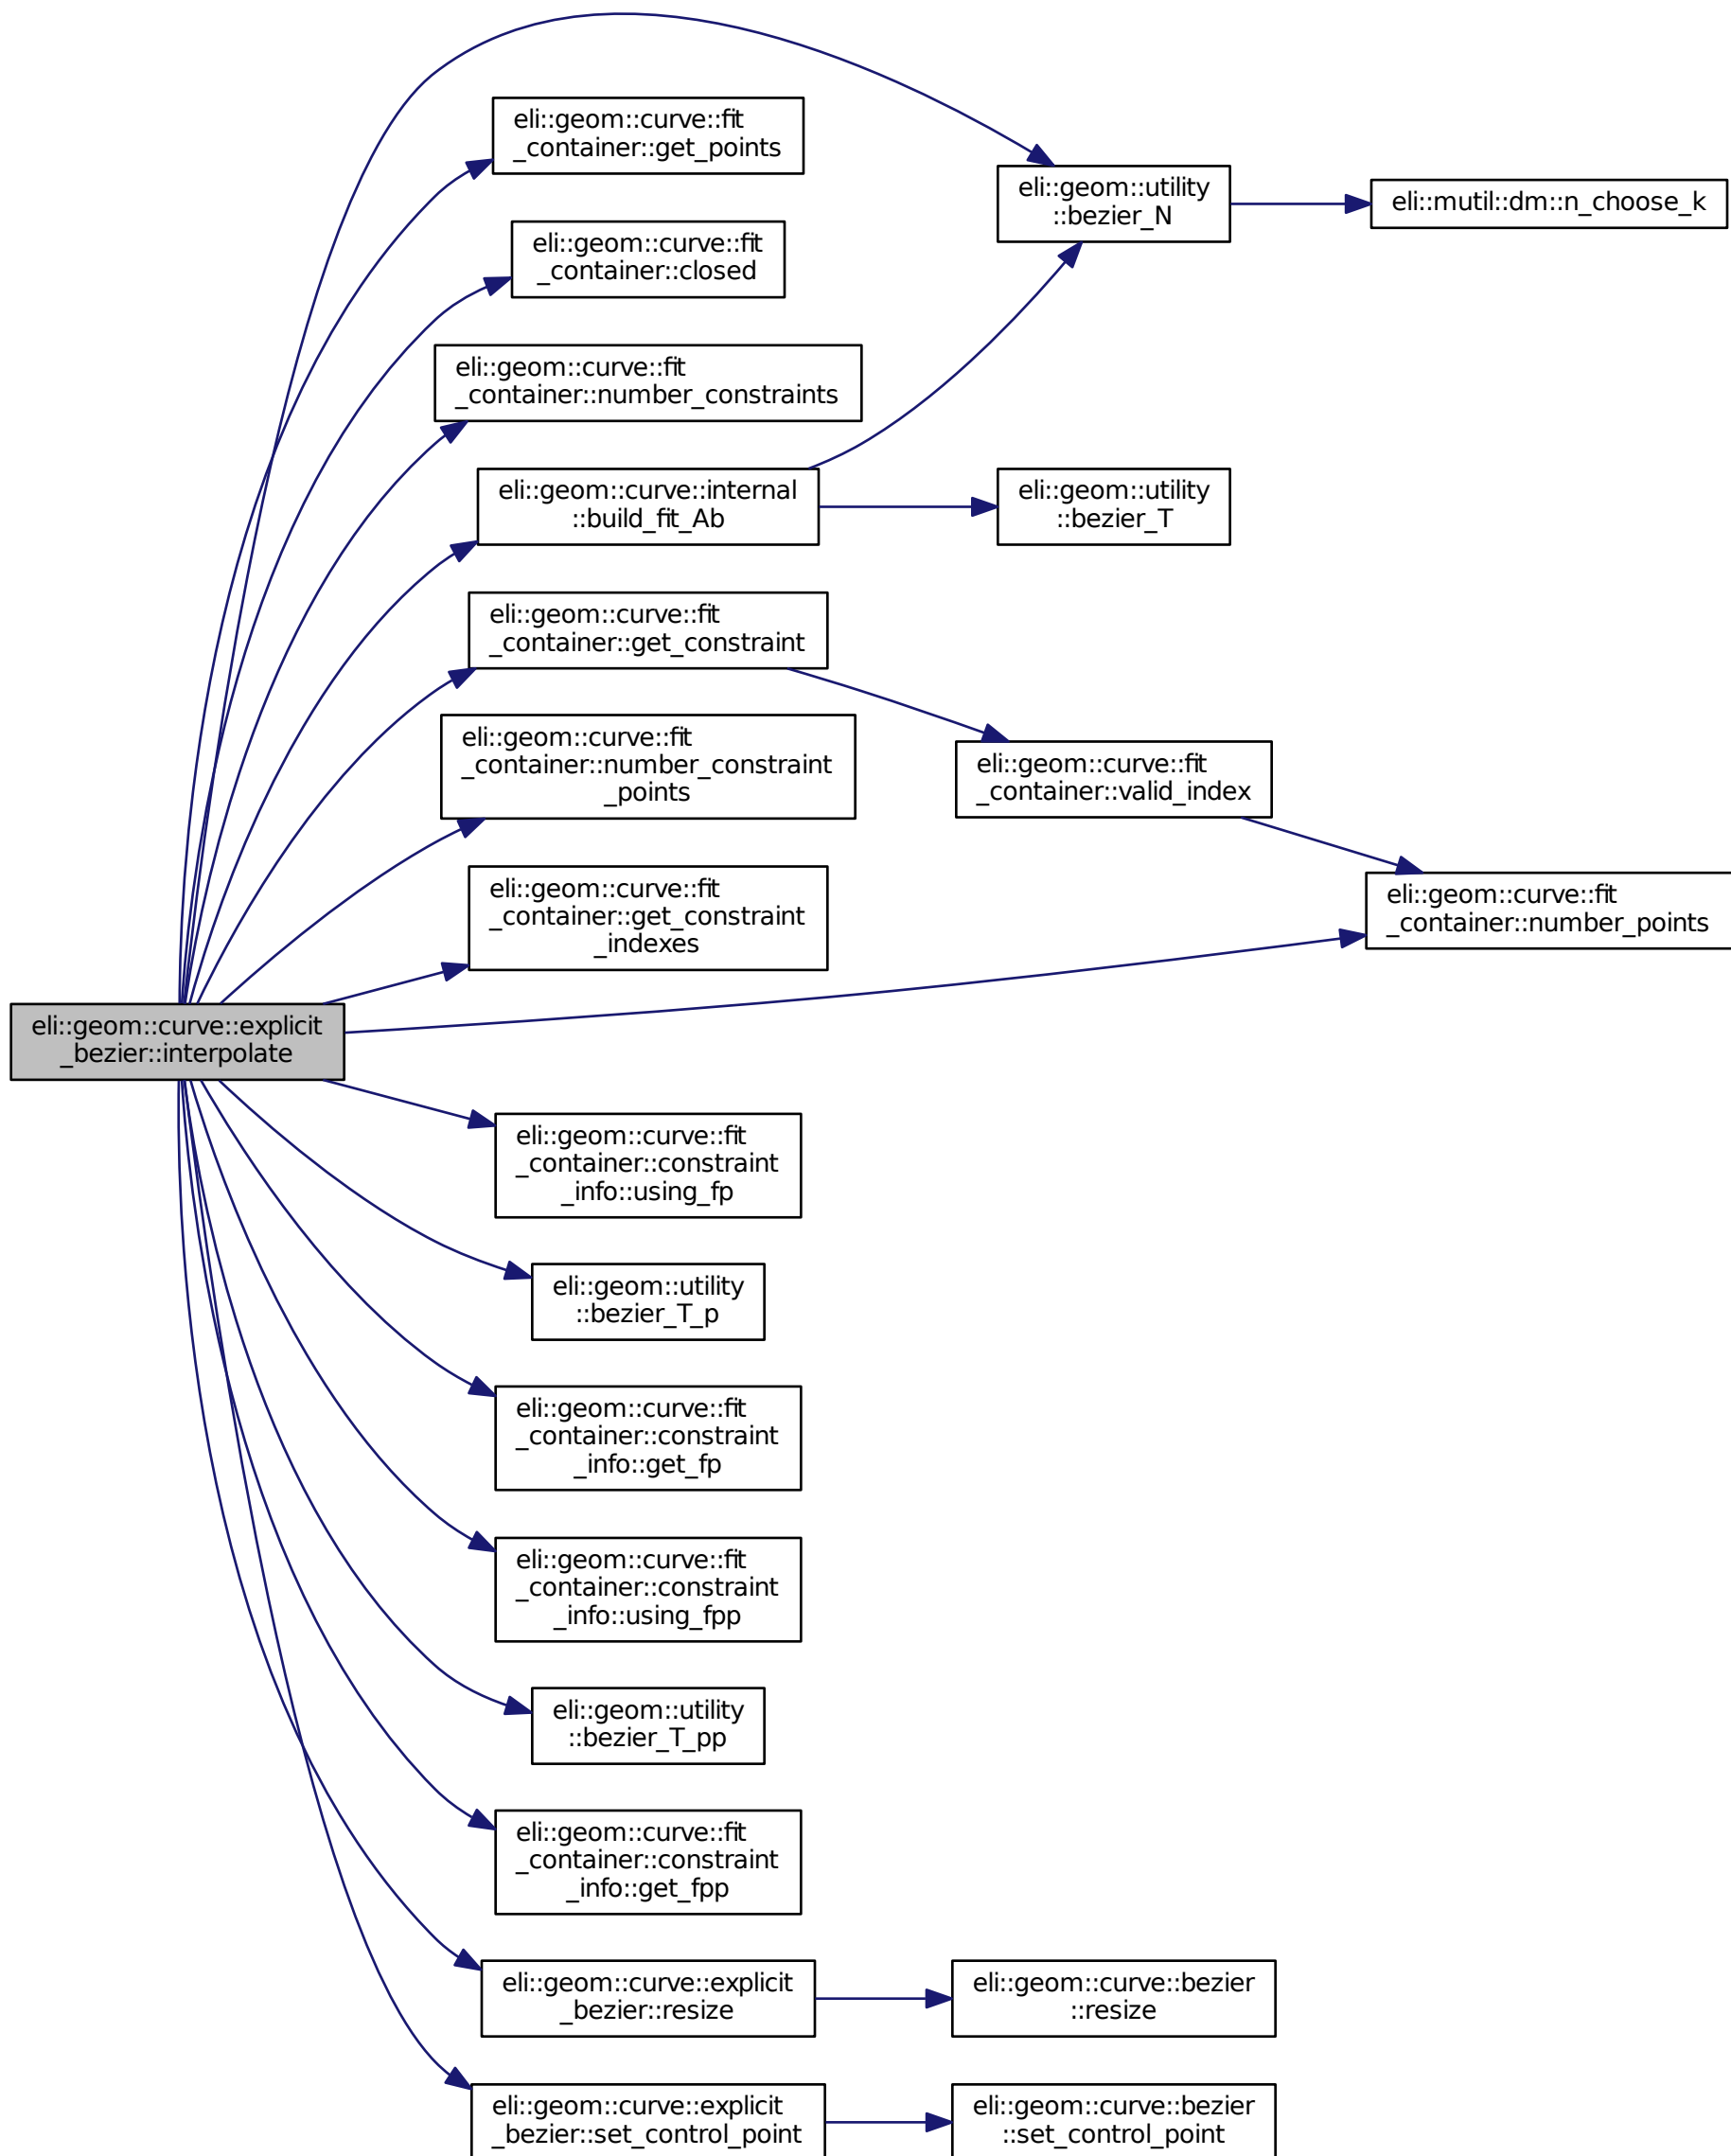 eli::geom::curve::fit
_container::get_points
eli::geom::utility
::bezier_N
eli::mutil::dm::n_choose_k
eli::geom::curve::fit
_container::closed
eli::geom::curve::fit
_container::number_constraints
eli::geom::curve::internal
::build_fit_Ab
eli::geom::utility
::bezier_T
eli::geom::curve::fit
_container::get_constraint
eli::geom::curve::fit
_container::number_constraint
_points
eli::geom::curve::fit
_container::valid_index
eli::geom::curve::fit
_container::get_constraint
_indexes
eli::geom::curve::fit
_container::number_points
eli::geom::curve::explicit
_bezier::interpolate
eli::geom::curve::fit
_container::constraint
_info::using_fp
eli::geom::utility
::bezier_T_p
eli::geom::curve::fit
_container::constraint
_info::get_fp
eli::geom::curve::fit
_container::constraint
_info::using_fpp
eli::geom::utility
::bezier_T_pp
eli::geom::curve::fit
_container::constraint
_info::get_fpp
eli::geom::curve::explicit
_bezier::resize
eli::geom::curve::bezier
::resize
eli::geom::curve::explicit
_bezier::set_control_point
eli::geom::curve::bezier
::set_control_point